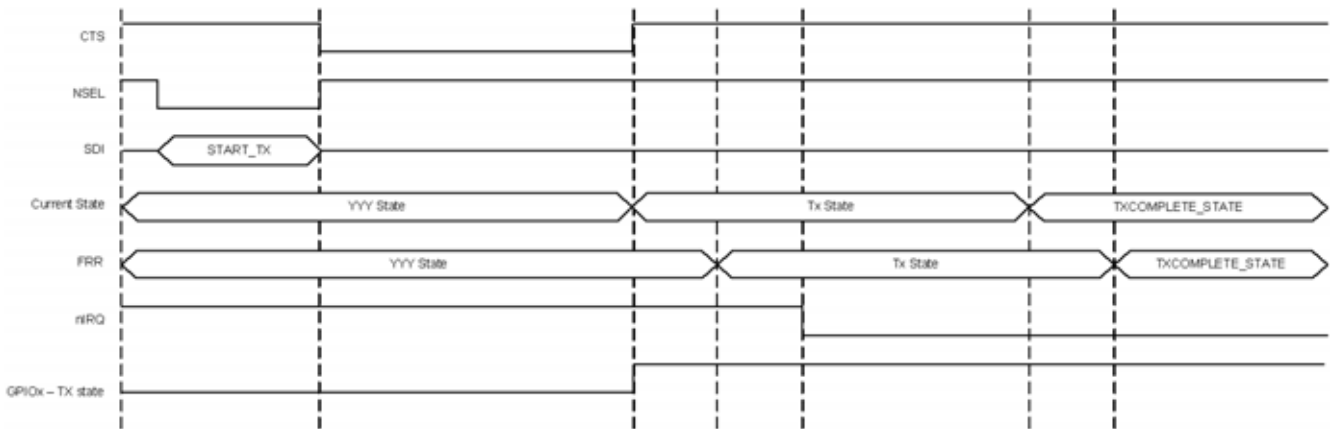 CTS
NSEL
SDI START_TX
Current State YYY State Tx State TXCOMPLETE_STATE
FRR YYY State Tx State TXCOMPLETE_STATE
nIRQ
GPIOx – TX state